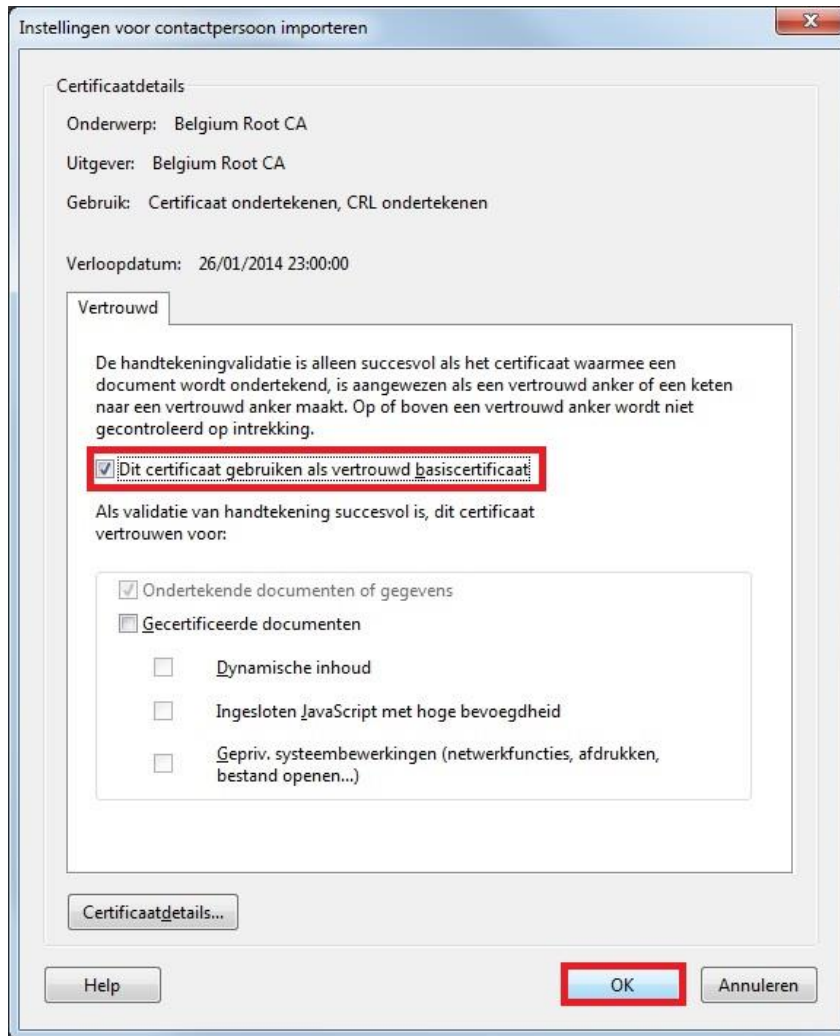 Instellingen voor contactpersoon importeren
Certificaatdetails
Onderwerp: Belgium Root CA
Uitgever: Belgium Root CA
Gebruik: Certificaat ondertekenen, CRL ondertekenen
Verloopdatum: 26/01/2014 23:00:00
Vertrouwd
De handtekeningvalidatie is alleen succesvol als het certificaat waarmee een
document wordt ondertekend, is aangewezen als een vertrouwd anker of een keten
naar een vertrouwd anker maakt. Op of boven een vertrouwd anker wordt niet
gecontroleerd op intrekking.
Dit certificaat gebruiken als vertrouwd basiscertificaat
Als validatie van handtekening succesvol is, dit certificaat
vertrouwen voor:
Ondertekende documenten of gegevens
Gecertificeerde documenten
Dynamische inhoud
Ingesloten JavaScript met hoge bevoegdheid
Gepriv. systeembewerkingen (netwerkfuncties, afdrukken,
bestand openen...)
Certificaatdetails...
Help
OK
Annuleren